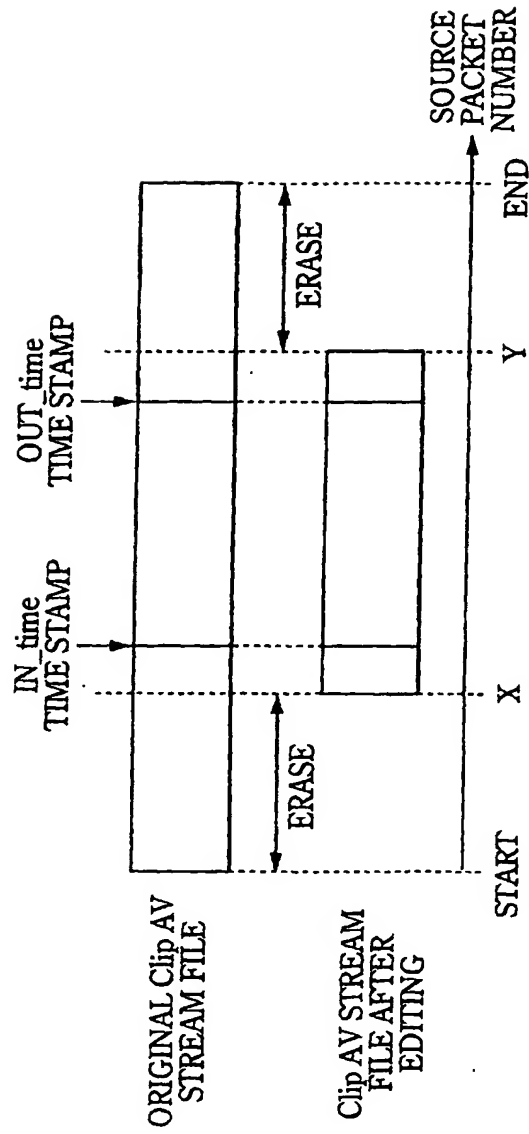 IN_time
TIME STAMP
OUT_time
TIME STAMP
ORIGINAL Clip AV
STREAM FILE
ERASE
ERASE
Clip AV STREAM
FILE AFTER
EDITING
START
X
Y
END
SOURCE
PACKET
NUMBER